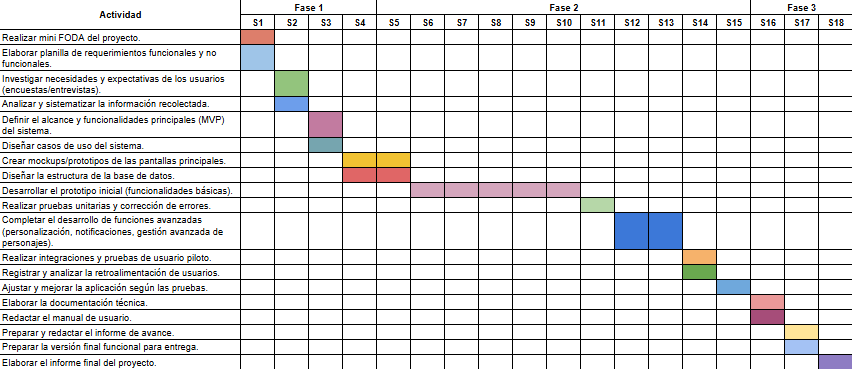 Actividad
Fase 1
Fase 2
Fase 3
S1 S2 S3 S4 S5 S6 S7 S8 S9 S10 S11 S12 S13 S14 S15 S16 S17 S18
Realizar mini FODA del proyecto.
Elaborar planilla de requerimientos funcionales y no
funcionales.
Investigar necesidades y expectativas de los usuarios
(encuestas/entrevistas).
Analizar y sistematizar la información recolectada.
Definir el alcance y funcionalidades principales (MVP)
del sistema.
Diseñar casos de uso del sistema.
Crear mockups/prototipos de las pantallas principales.
Diseñar la estructura de la base de datos.
Desarrollar el prototipo inicial (funcionalidades básicas).
Realizar pruebas unitarias y corrección de errores.
Completar el desarrollo de funciones avanzadas
(personalización, notificaciones, gestión avanzada de
personajes).
Realizar integraciones y pruebas de usuario piloto.
Registrar y analizar la retroalimentación de usuarios.
Ajustar y mejorar la aplicación según las pruebas.
Elaborar la documentación técnica.
Redactar el manual de usuario.
Preparar y redactar el informe de avance.
Preparar la versión final funcional para entrega.
Elaborar el informe final del proyecto.